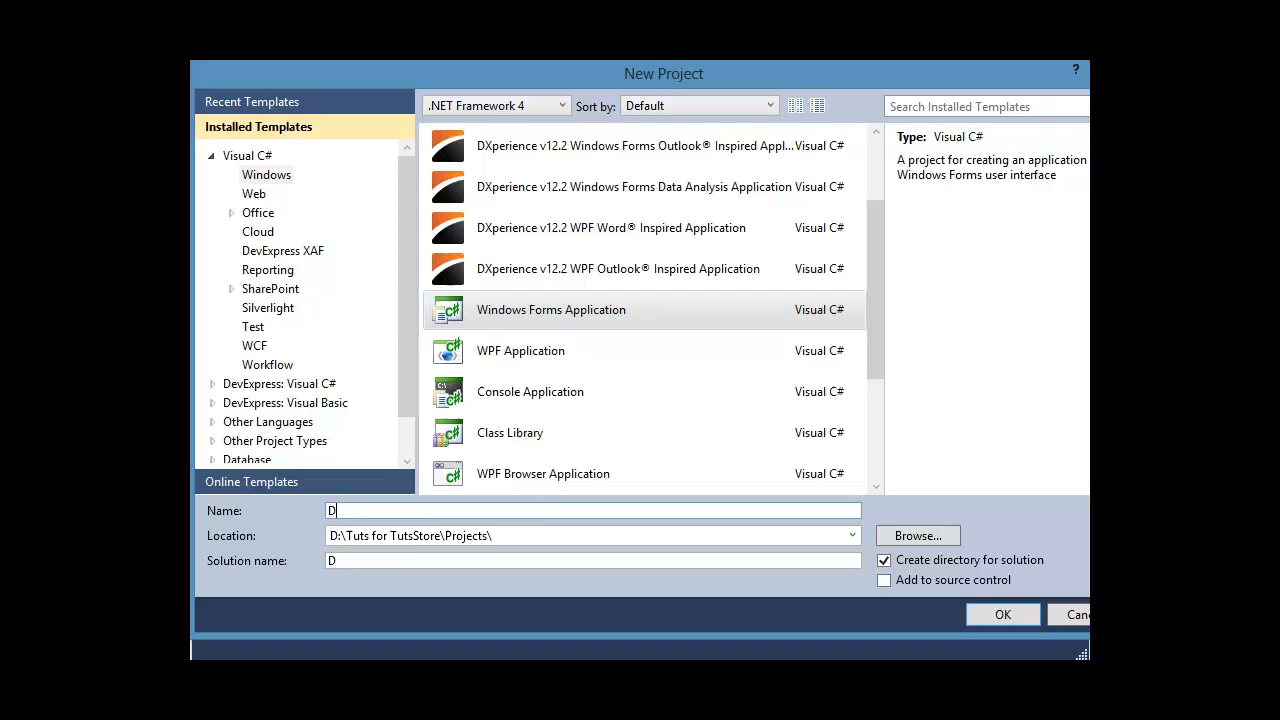 New Project
?
Recent Templates
Installed Templates
Visual C#
Windows
Web
Office
Cloud
DevExpress XAF
Reporting
SharePoint
Silverlight
Test
WCF
Workflow
DevExpress: Visual C#
DevExpress: Visual Basic
Other Languages
Other Project Types
Database
Online Templates
.NET Framework 4
Sort by: Default
Search Installed Templates
DXperience v12.2 Windows Forms Outlook® Inspired Appl... Visual C#
DXperience v12.2 Windows Forms Data Analysis Application Visual C#
DXperience v12.2 WPF Word® Inspired Application Visual C#
DXperience v12.2 WPF Outlook® Inspired Application Visual C#
Windows Forms Application Visual C#
WPF Application Visual C#
Console Application Visual C#
Class Library Visual C#
WPF Browser Application Visual C#
Type: Visual C#
A project for creating an application
Windows Forms user interface
Name: D
Location: D:\Tuts for TutsStore\Projects\
Browse...
Solution name: D
Create directory for solution
Add to source control
OK
Canc